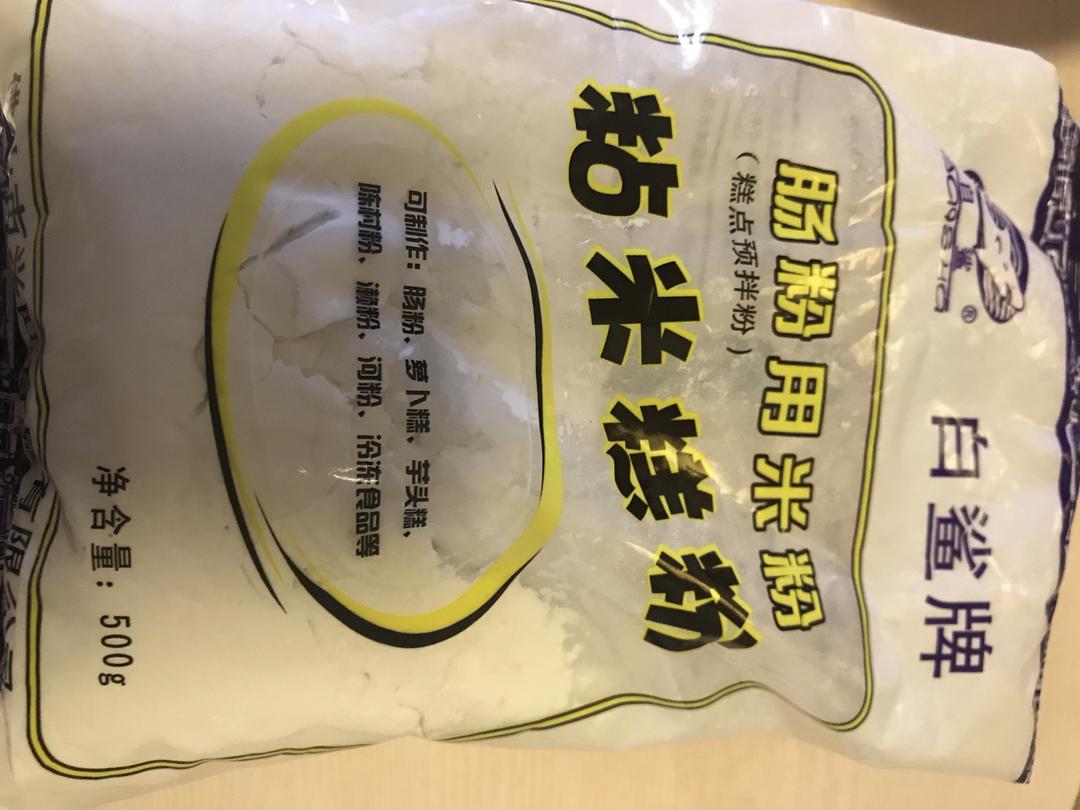 白鲨牌
®
肠粉用米粉
（糕点预拌粉）
粘米糕粉
可制作：肠粉、萝卜糕、芋头糕、
陈村粉、濑粉、河粉、冷冻食品等
净含量：500g